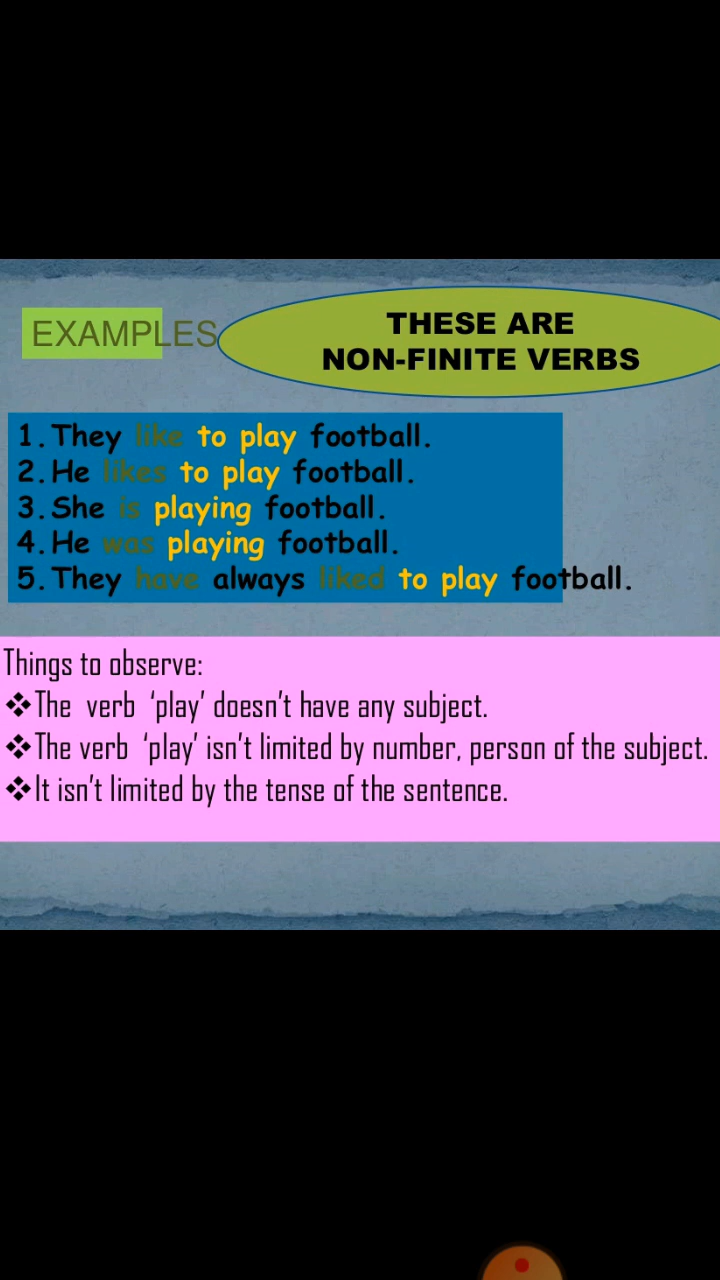 EXAMPLES
THESE ARE
NON-FINITE VERBS
1. They like to play football.
2. He likes to play football.
3. She is playing football.
4. He was playing football.
5. They have always liked to play football.
Things to observe:
❖The verb ‘play’ doesn’t have any subject.
❖The verb ‘play’ isn’t limited by number, person of the subject.
❖It isn’t limited by the tense of the sentence.